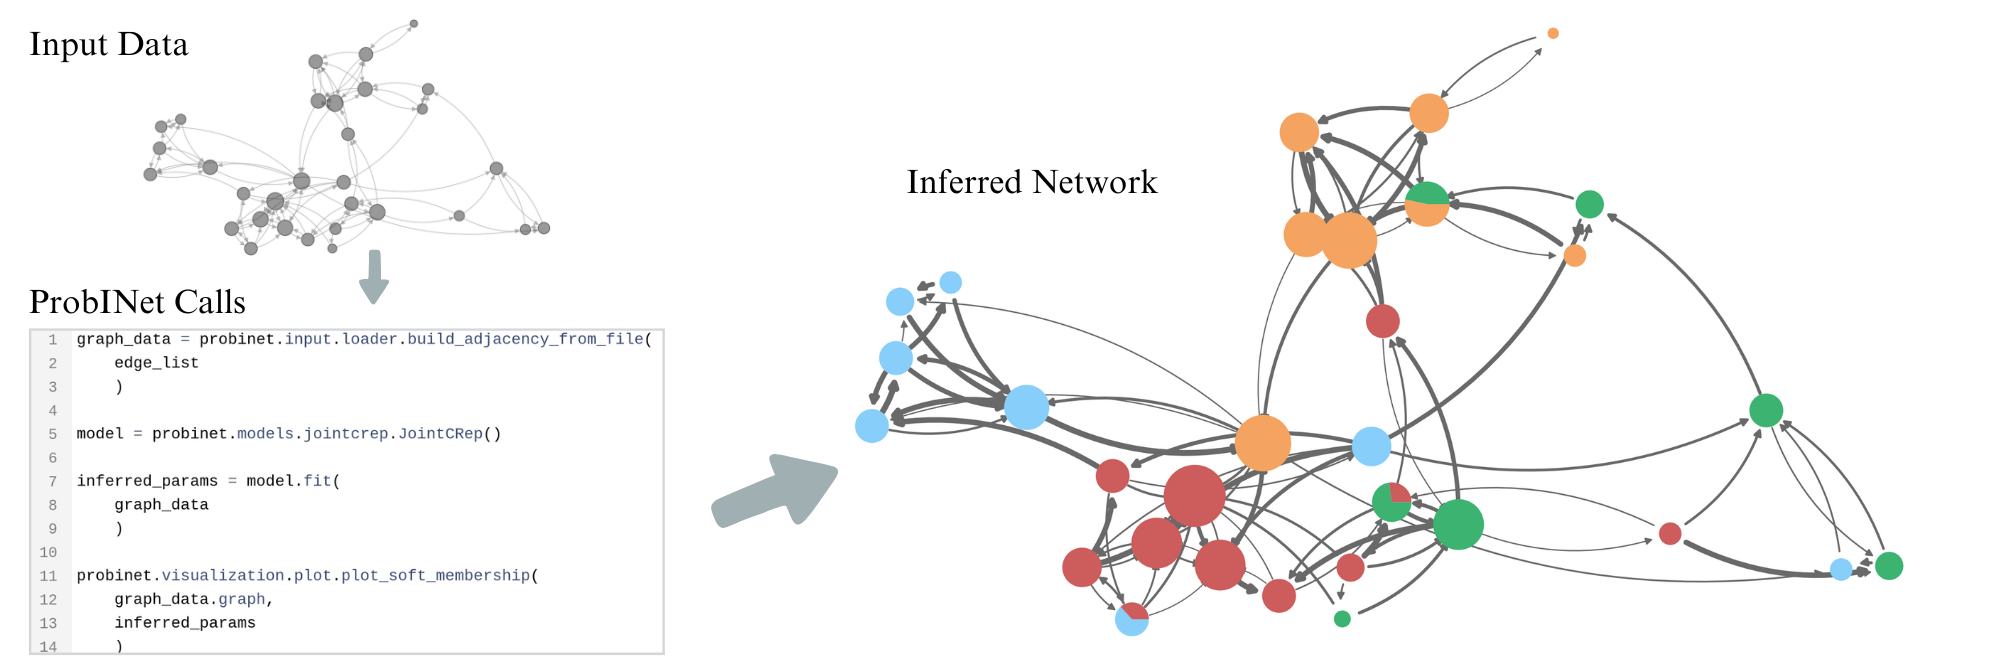 Input Data
ProbINet Calls
1 graph_data = probinet.input.loader.build_adjacency_from_file(
2     edge_list
3     )
4
5 model = probinet.models.jointcrep.JointCRep()
6
7 inferred_params = model.fit(
8     graph_data
9     )
10
11 probinet.visualization.plot.plot_soft_membership(
12     graph_data.graph,
13     inferred_params
14     )
Inferred Network